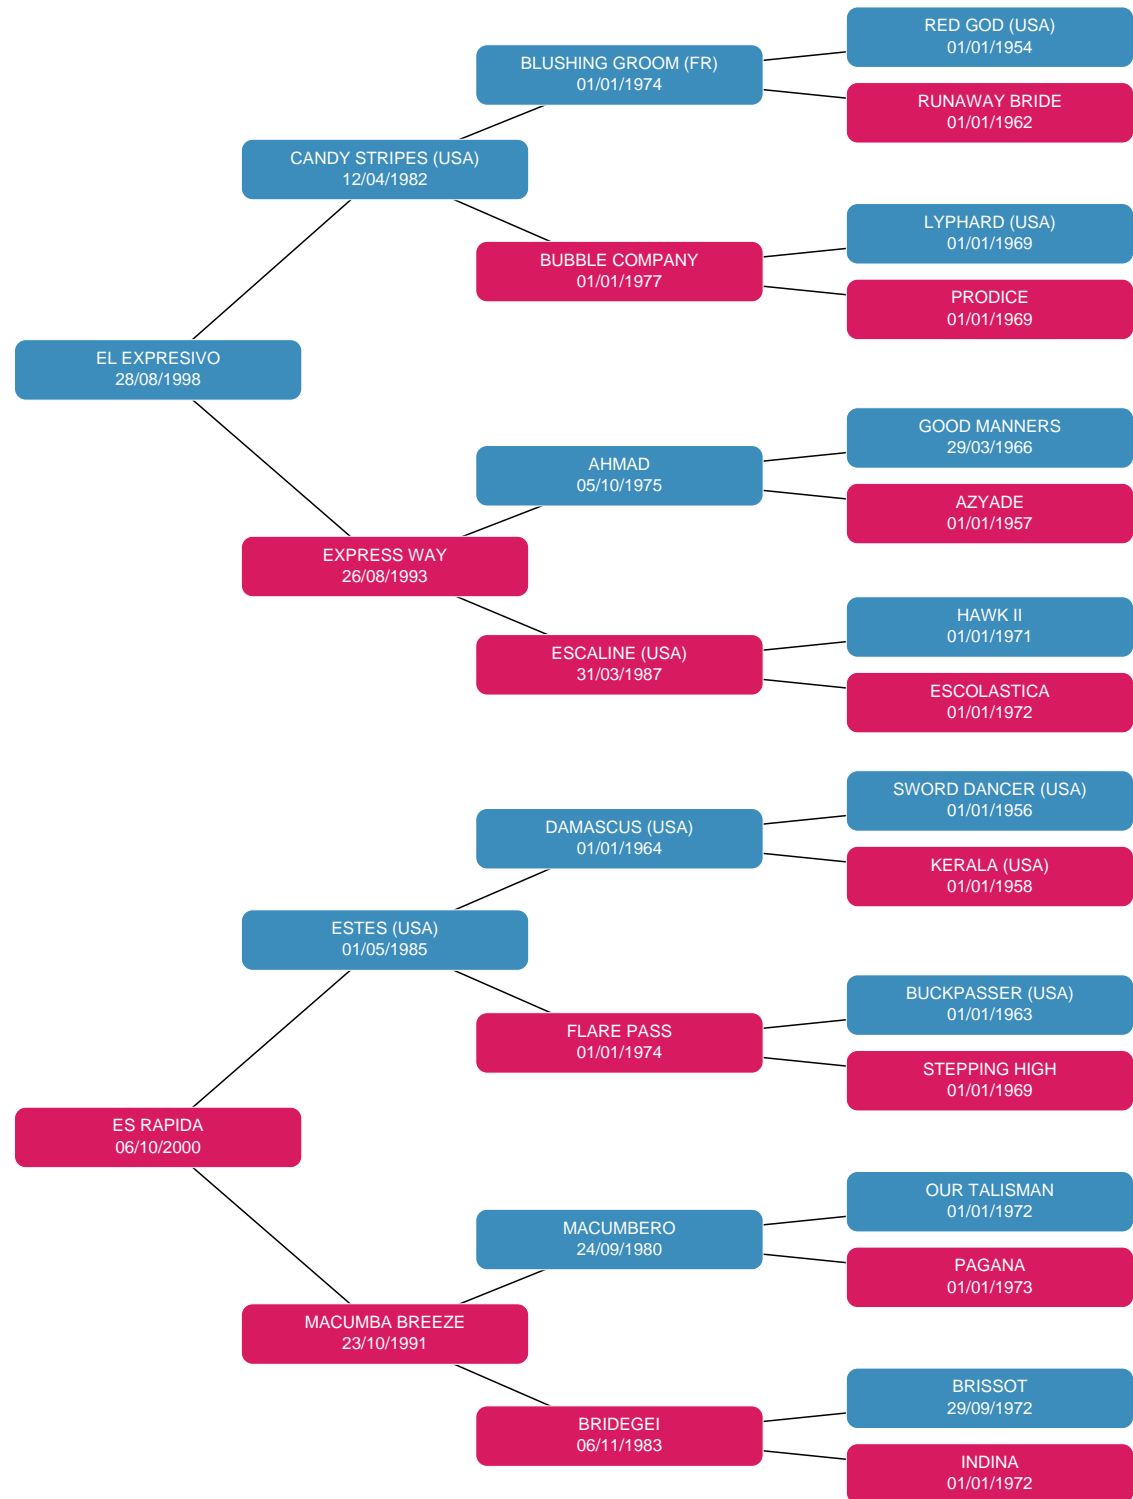 RED GOD (USA)
01/01/1954
BLUSHING GROOM (FR)
01/01/1974
RUNAWAY BRIDE
01/01/1962
CANDY STRIPES (USA)
12/04/1982
LYPHARD (USA)
01/01/1969
BUBBLE COMPANY
01/01/1977
PRODICE
01/01/1969
EL EXPRESIVO
28/08/1998
GOOD MANNERS
29/03/1966
AHMAD
05/10/1975
AZYADE
01/01/1957
EXPRESS WAY
26/08/1993
HAWK II
01/01/1971
ESCALINE (USA)
31/03/1987
ESCOLASTICA
01/01/1972
SWORD DANCER (USA)
01/01/1956
DAMASCUS (USA)
01/01/1964
KERALA (USA)
01/01/1958
ESTES (USA)
01/05/1985
BUCKPASSER (USA)
01/01/1963
FLARE PASS
01/01/1974
STEPPING HIGH
01/01/1969
ES RAPIDA
06/10/2000
OUR TALISMAN
01/01/1972
MACUMBERO
24/09/1980
PAGANA
01/01/1973
MACUMBA BREEZE
23/10/1991
BRISSOT
29/09/1972
BRIDEGEI
06/11/1983
INDINA
01/01/1972